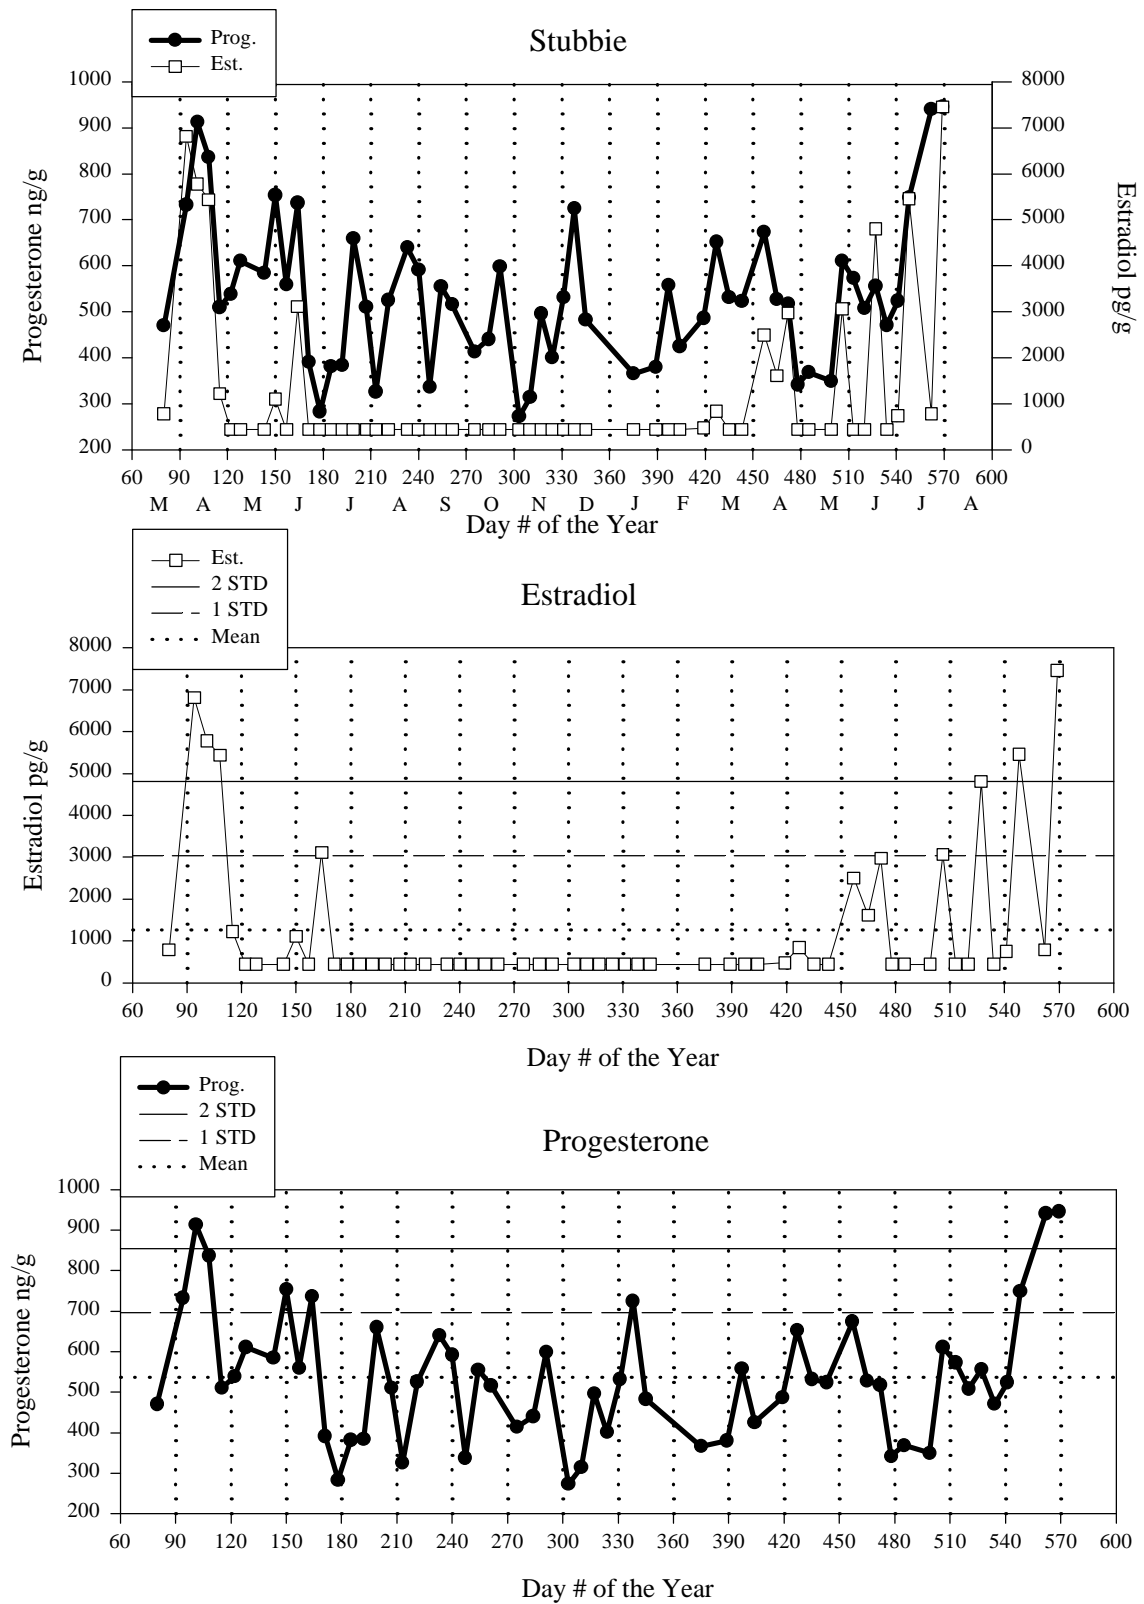 Prog.
Est.
Stubbie
1000
900
800
700
600
500
400
300
200
Progesterone ng/g
8000
7000
6000
5000
4000
3000
2000
1000
0
Estradiol pg/g
60 90 120 150 180 210 240 270 300 330 360 390 420 450 480 510 540 570 600
M A M J J A S O N D J F M A M J J A
Day # of the Year
Est.
2 STD
1 STD
Mean
Estradiol
8000
7000
6000
5000
4000
3000
2000
1000
0
Estradiol pg/g
60 90 120 150 180 210 240 270 300 330 360 390 420 450 480 510 540 570 600
Day # of the Year
Prog.
2 STD
1 STD
Mean
Progesterone
1000
900
800
700
600
500
400
300
200
Progesterone ng/g
60 90 120 150 180 210 240 270 300 330 360 390 420 450 480 510 540 570 600
Day # of the Year